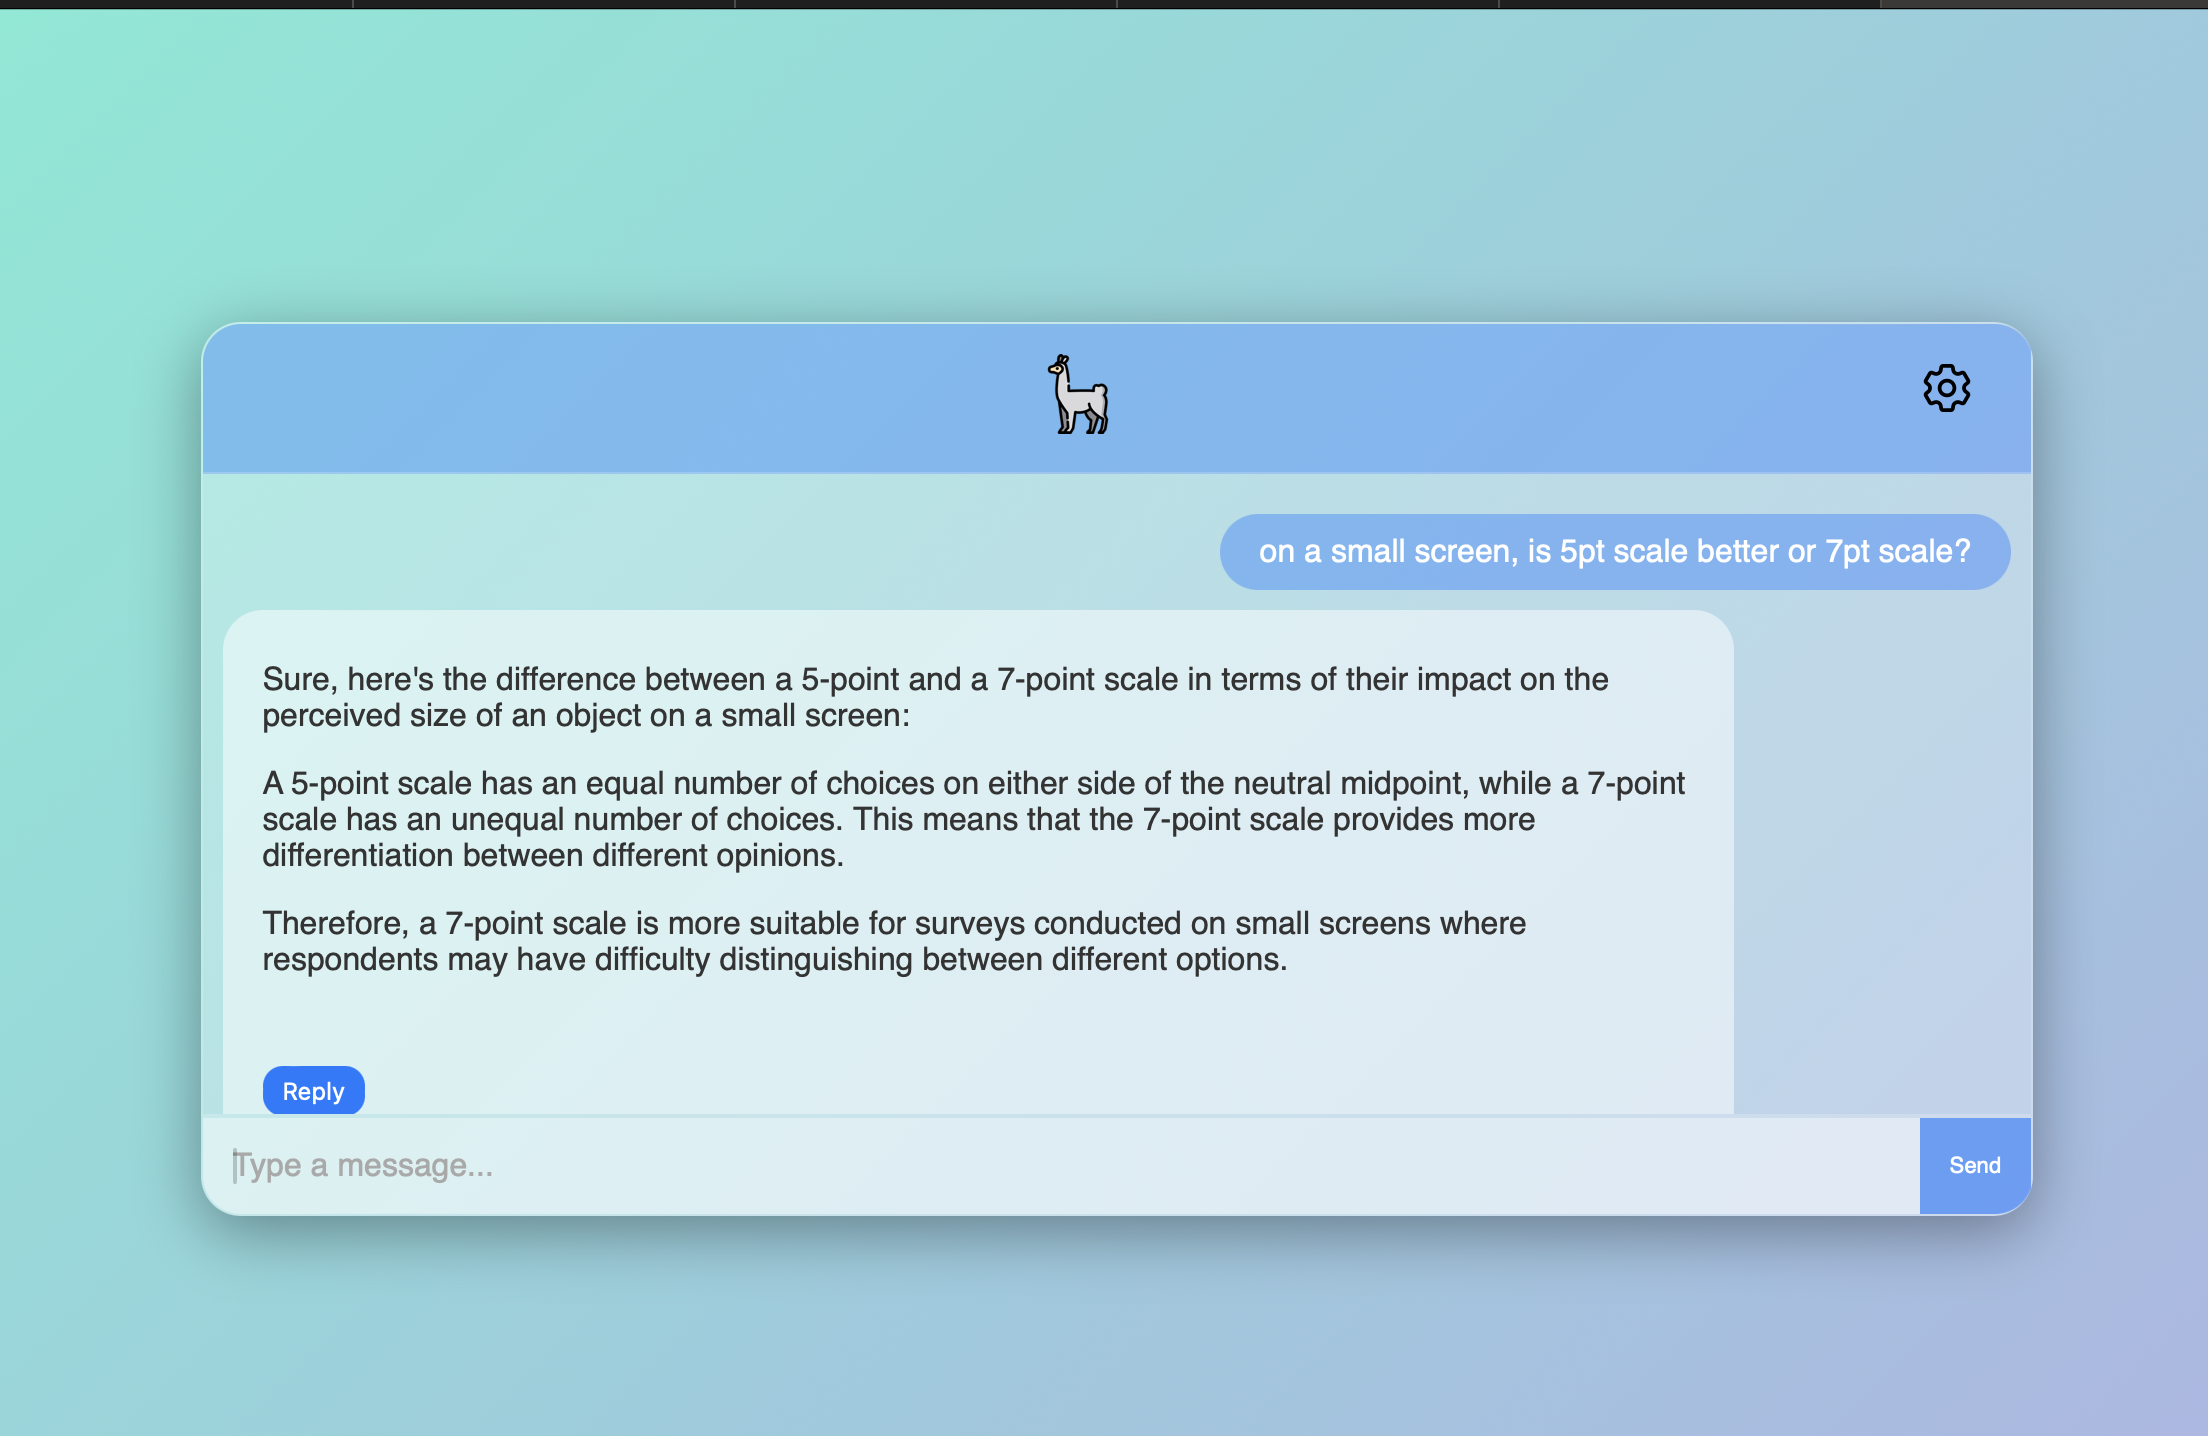 on a small screen, is 5pt scale better or 7pt scale?
Sure, here's the difference between a 5-point and a 7-point scale in terms of their impact on the
perceived size of an object on a small screen:
A 5-point scale has an equal number of choices on either side of the neutral midpoint, while a 7-point
scale has an unequal number of choices. This means that the 7-point scale provides more
differentiation between different opinions.
Therefore, a 7-point scale is more suitable for surveys conducted on small screens where
respondents may have difficulty distinguishing between different options.
Reply
Type a message...
Send